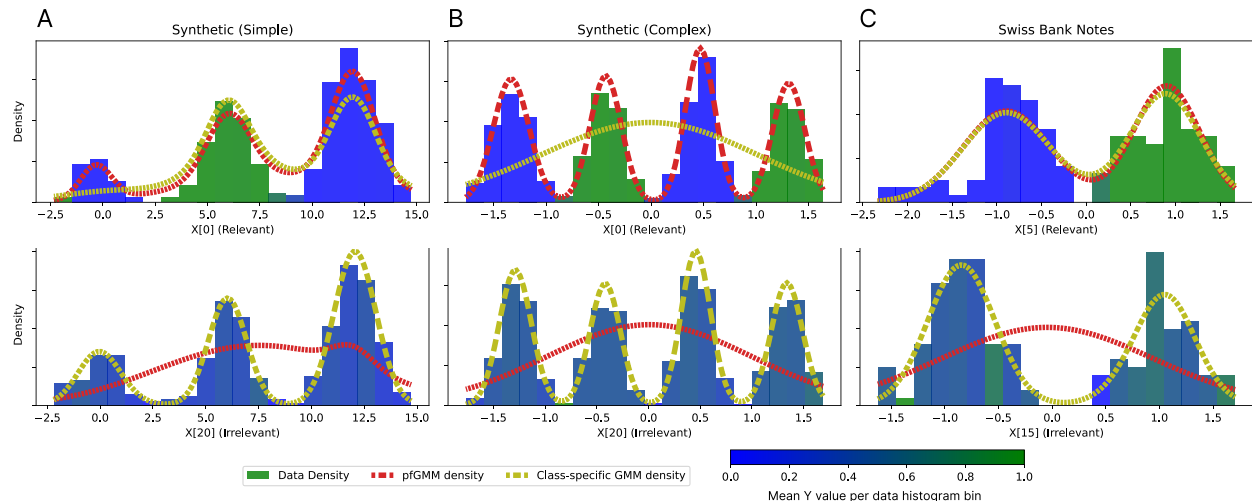 A
B
C
Synthetic (Simple)
Synthetic (Complex)
Swiss Bank Notes
Density
−2.5 0.0 2.5 5.0 7.5 10.0 12.5 15.0
X[0] (Relevant)
−1.5 −1.0 −0.5 0.0 0.5 1.0 1.5
X[0] (Relevant)
−2.5 −2.0 −1.5 −1.0 −0.5 0.0 0.5 1.0 1.5
X[5] (Relevant)
Density
−2.5 0.0 2.5 5.0 7.5 10.0 12.5 15.0
X[20] (Irrelevant)
−1.5 −1.0 −0.5 0.0 0.5 1.0 1.5
X[20] (Irrelevant)
−1.5 −1.0 −0.5 0.0 0.5 1.0 1.5
X[15] (Irrelevant)
Data Density
pfGMM density
Class-specific GMM density
0.0 0.2 0.4 0.6 0.8 1.0
Mean Y value per data histogram bin